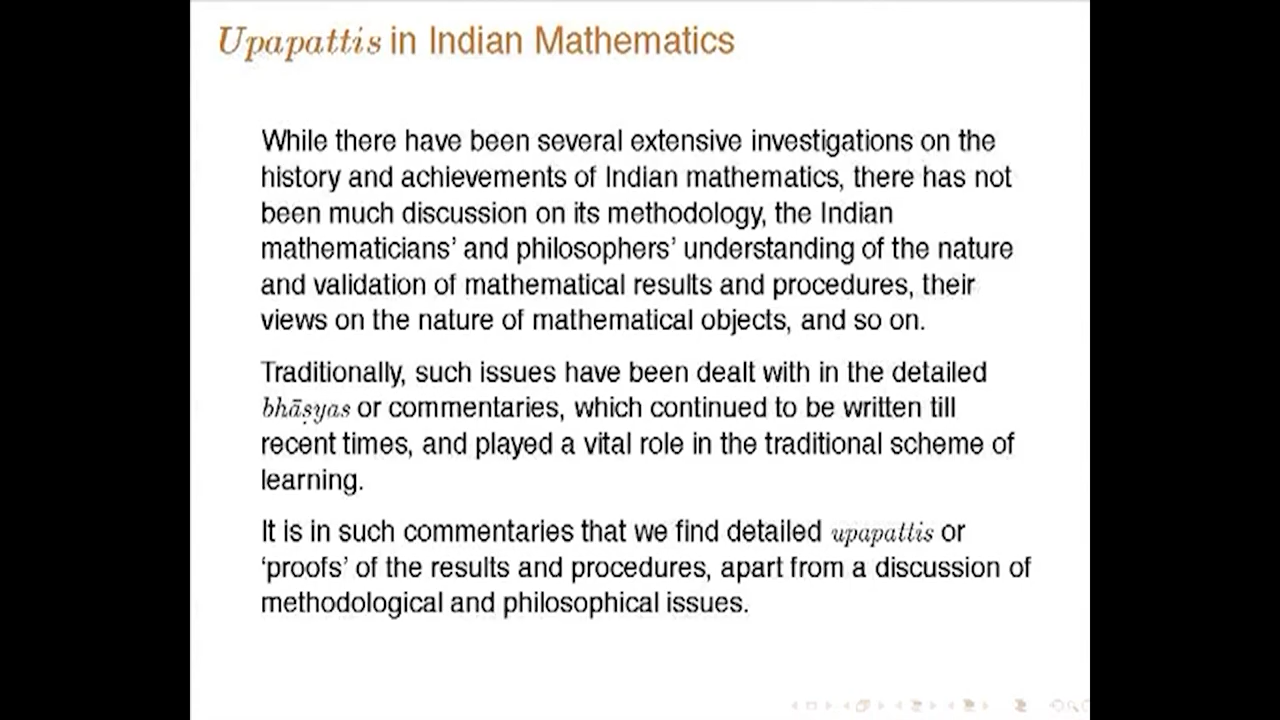 Upapattis in Indian Mathematics
While there have been several extensive investigations on the
history and achievements of Indian mathematics, there has not
been much discussion on its methodology, the Indian
mathematicians’ and philosophers’ understanding of the nature
and validation of mathematical results and procedures, their
views on the nature of mathematical objects, and so on.
Traditionally, such issues have been dealt with in the detailed
bhāṣyas or commentaries, which continued to be written till
recent times, and played a vital role in the traditional scheme of
learning.
It is in such commentaries that we find detailed upapattis or
‘proofs’ of the results and procedures, apart from a discussion of
methodological and philosophical issues.